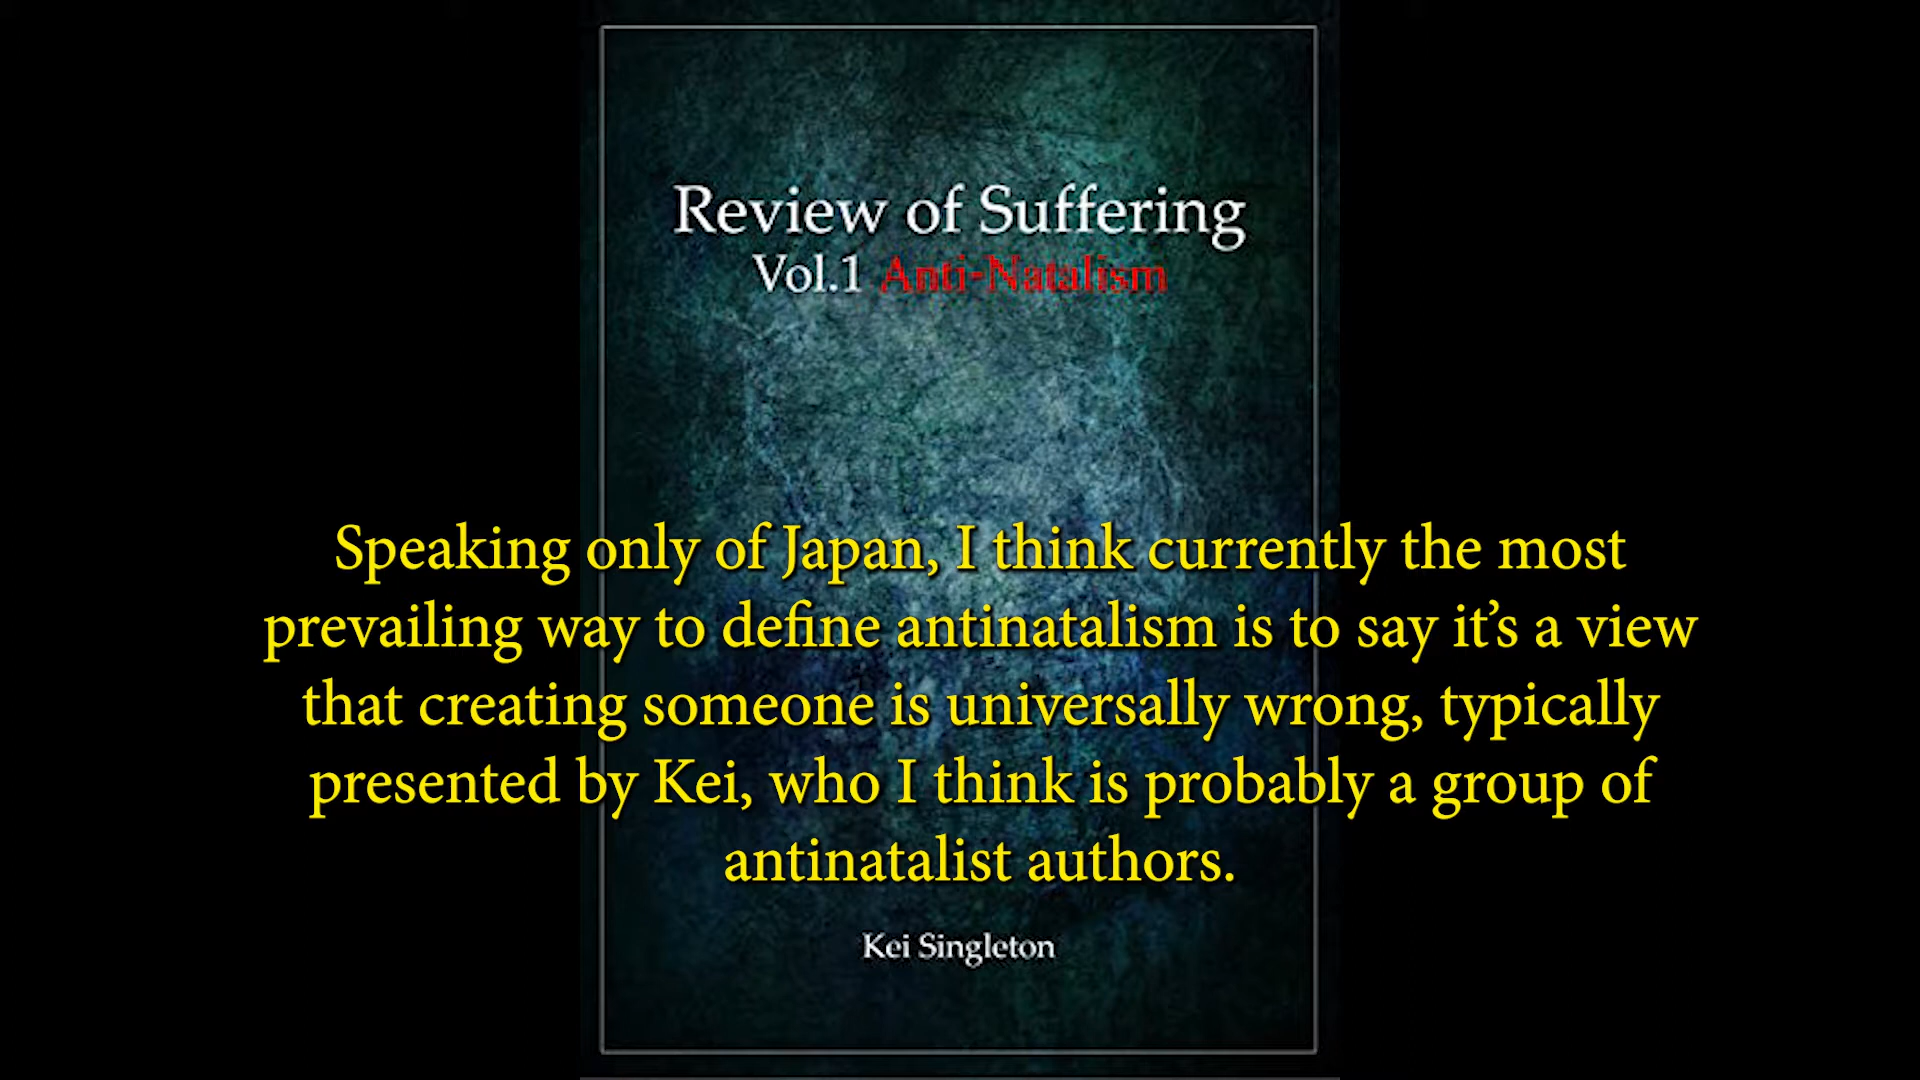 Review of Suffering
Vol.1 Anti-Natalism
Speaking only of Japan, I think currently the most
prevailing way to define antinatalism is to say it’s a view
that creating someone is universally wrong, typically
presented by Kei, who I think is probably a group of
antinatalist authors.
Kei Singleton